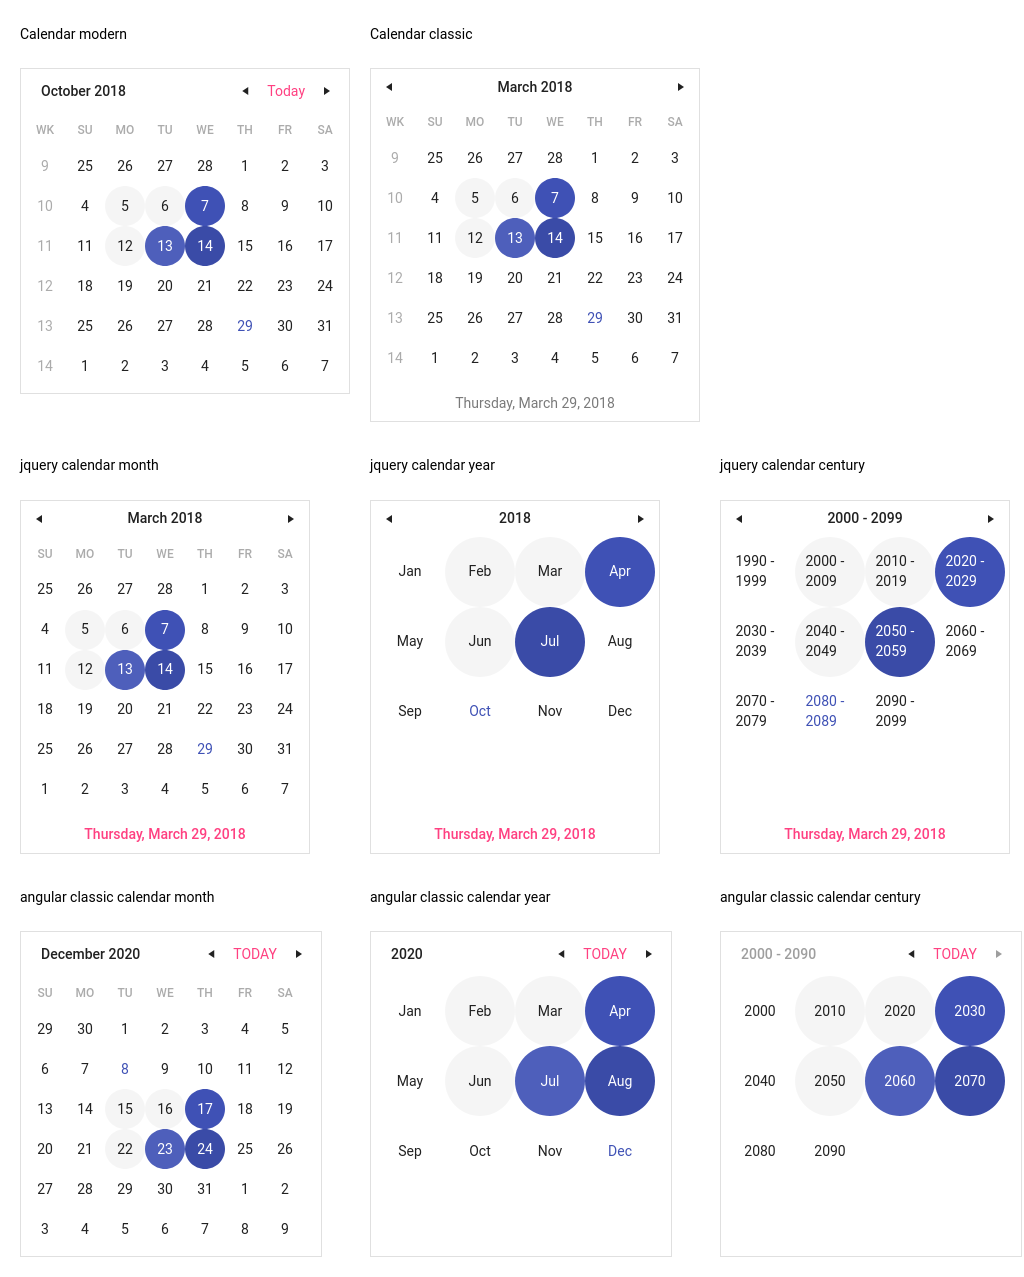 Calendar modern
October 2018 Today
WK SU MO TU WE TH FR SA
9 25 26 27 28 1 2 3
10 4 5 6 7 8 9 10
11 11 12 13 14 15 16 17
12 18 19 20 21 22 23 24
13 25 26 27 28 29 30 31
14 1 2 3 4 5 6 7
Calendar classic
March 2018
WK SU MO TU WE TH FR SA
9 25 26 27 28 1 2 3
10 4 5 6 7 8 9 10
11 11 12 13 14 15 16 17
12 18 19 20 21 22 23 24
13 25 26 27 28 29 30 31
14 1 2 3 4 5 6 7
Thursday, March 29, 2018
jquery calendar month
March 2018
SU MO TU WE TH FR SA
25 26 27 28 1 2 3
4 5 6 7 8 9 10
11 12 13 14 15 16 17
18 19 20 21 22 23 24
25 26 27 28 29 30 31
1 2 3 4 5 6 7
Thursday, March 29, 2018
jquery calendar year
2018
Jan Feb Mar Apr
May Jun Jul Aug
Sep Oct Nov Dec
Thursday, March 29, 2018
jquery calendar century
2000 - 2099
1990 - 2000 - 2010 - 2020 -
1999 2009 2019 2029
2030 - 2040 - 2050 - 2060 -
2039 2049 2059 2069
2070 - 2080 - 2090 -
2079 2089 2099
Thursday, March 29, 2018
angular classic calendar month
December 2020 TODAY
SU MO TU WE TH FR SA
29 30 1 2 3 4 5
6 7 8 9 10 11 12
13 14 15 16 17 18 19
20 21 22 23 24 25 26
27 28 29 30 31 1 2
3 4 5 6 7 8 9
angular classic calendar year
2020 TODAY
Jan Feb Mar Apr
May Jun Jul Aug
Sep Oct Nov Dec
angular classic calendar century
2000 - 2090 TODAY
2000 2010 2020 2030
2040 2050 2060 2070
2080 2090